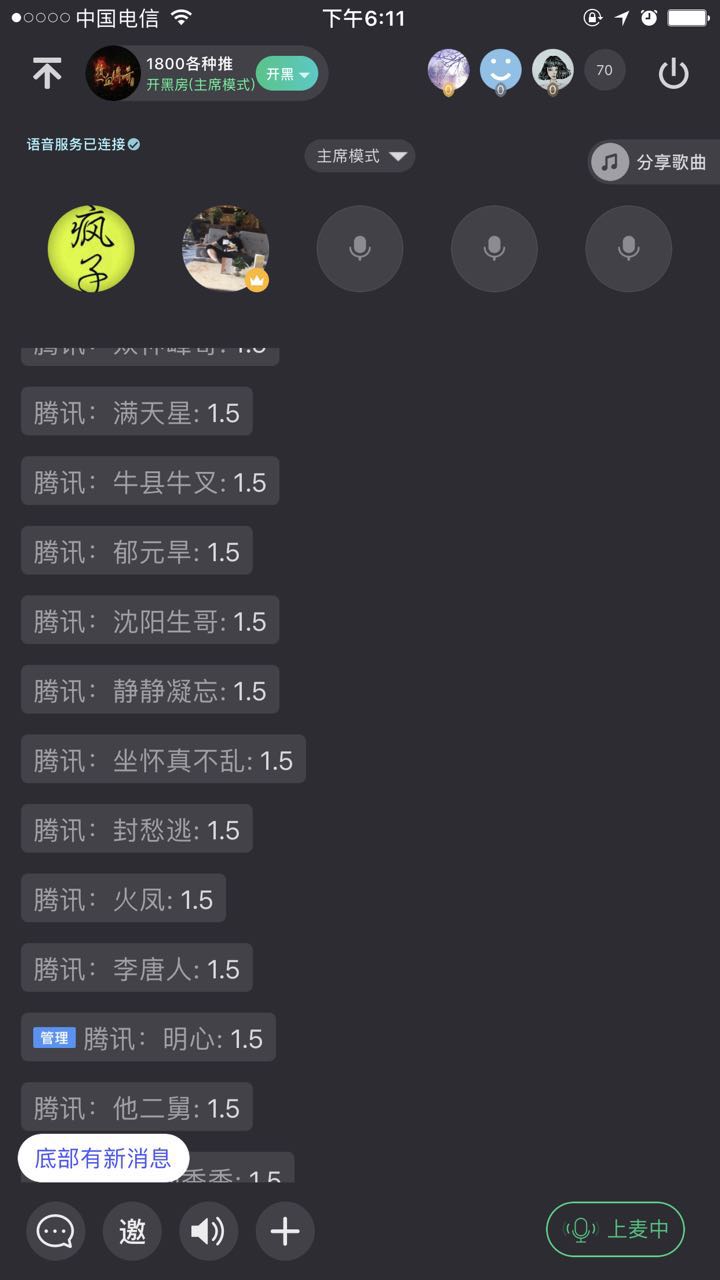 中国电信 下午6:11
1800各种推
开黑房(主席模式) 开黑
0 0 0 70
语音服务已连接
主席模式
分享歌曲
疯子
腾讯：满天星: 1.5
腾讯：牛县牛叉: 1.5
腾讯：郁元旱: 1.5
腾讯：沈阳生哥: 1.5
腾讯：静静凝忘: 1.5
腾讯：坐怀真不乱: 1.5
腾讯：封愁逃: 1.5
腾讯：火凤: 1.5
腾讯：李唐人: 1.5
管理 腾讯：明心: 1.5
腾讯：他二舅: 1.5
底部有新消息
香香: 1.5
邀
上麦中